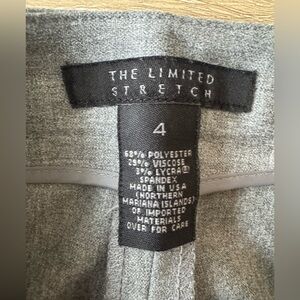 THE LIMITED
STRETCH
4
68% POLYESTER
29% VISCOSE
3% LYCRA®
SPANDEX
MADE IN USA
(NORTHERN
MARIANA ISLANDS)
OF IMPORTED
MATERIALS
OVER FOR CARE